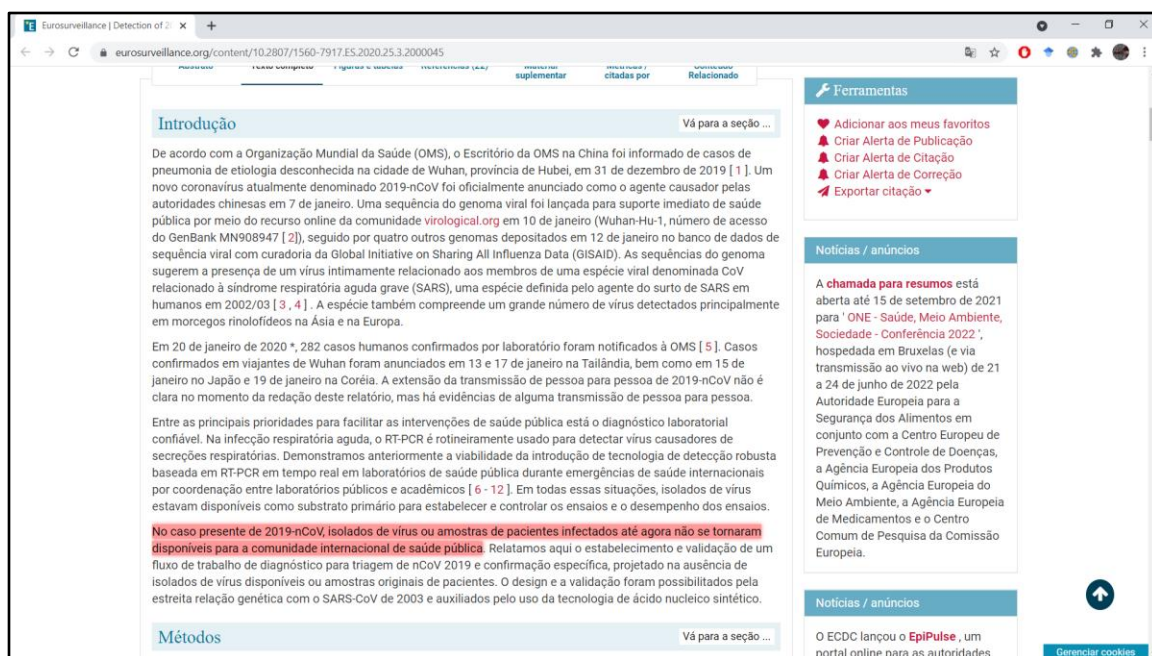 Eurosurveillance | Detection of 2
eurosurveillance.org/content/10.2807/1560-7917.ES.2020.25.3.2000045
Abstrato Texto completo Figuras e tabelas Referências (22) Material suplementar Métricas / citadas por Conteúdo Relacionado
Introdução
Vá para a seção ...
De acordo com a Organização Mundial da Saúde (OMS), o Escritório da OMS na China foi informado de casos de
pneumonia de etiologia desconhecida na cidade de Wuhan, província de Hubei, em 31 de dezembro de 2019 [ 1 ]. Um
novo coronavírus atualmente denominado 2019-nCoV foi oficialmente anunciado como o agente causador pelas
autoridades chinesas em 7 de janeiro. Uma sequência do genoma viral foi lançada para suporte imediato de saúde
pública por meio do recurso online da comunidade virological.org em 10 de janeiro (Wuhan-Hu-1, número de acesso
do GenBank MN908947 [ 2]), seguido por quatro outros genomas depositados em 12 de janeiro no banco de dados de
sequência viral com curadoria da Global Initiative on Sharing All Influenza Data (GISAID). As sequências do genoma
sugerem a presença de um vírus intimamente relacionado aos membros de uma espécie viral denominada CoV
relacionado à síndrome respiratória aguda grave (SARS), uma espécie definida pelo agente do surto de SARS em
humanos em 2002/03 [ 3 , 4 ] . A espécie também compreende um grande número de vírus detectados principalmente
em morcegos rinolofídeos na Ásia e na Europa.
Em 20 de janeiro de 2020 *, 282 casos humanos confirmados por laboratório foram notificados à OMS [ 5 ]. Casos
confirmados em viajantes de Wuhan foram anunciados em 13 e 17 de janeiro na Tailândia, bem como em 15 de
janeiro no Japão e 19 de janeiro na Coréia. A extensão da transmissão de pessoa para pessoa de 2019-nCoV não é
clara no momento da redação deste relatório, mas há evidências de alguma transmissão de pessoa para pessoa.
Entre as principais prioridades para facilitar as intervenções de saúde pública está o diagnóstico laboratorial
confiável. Na infecção respiratória aguda, o RT-PCR é rotineiramente usado para detectar vírus causadores de
secreções respiratórias. Demonstramos anteriormente a viabilidade da introdução de tecnologia de detecção robusta
baseada em RT-PCR em tempo real em laboratórios de saúde pública durante emergências de saúde internacionais
por coordenação entre laboratórios públicos e acadêmicos [ 6 - 12 ]. Em todas essas situações, isolados de vírus
estavam disponíveis como substrato primário para estabelecer e controlar os ensaios e o desempenho dos ensaios.
No caso presente de 2019-nCoV, isolados de vírus ou amostras de pacientes infectados até agora não se tornaram
disponíveis para a comunidade internacional de saúde pública. Relatamos aqui o estabelecimento e validação de um
fluxo de trabalho de diagnóstico para triagem de nCoV 2019 e confirmação específica, projetado na ausência de
isolados de vírus disponíveis ou amostras originais de pacientes. O design e a validação foram possibilitados pela
estreita relação genética com o SARS-CoV de 2003 e auxiliados pelo uso da tecnologia de ácido nucleico sintético.
Métodos
Vá para a seção ...
Ferramentas
Adicionar aos meus favoritos
Criar Alerta de Publicação
Criar Alerta de Citação
Criar Alerta de Correção
Exportar citação
Notícias / anúncios
A chamada para resumos está
aberta até 15 de setembro de 2021
para ' ONE - Saúde, Meio Ambiente,
Sociedade - Conferência 2022 ',
hospedada em Bruxelas (e via
transmissão ao vivo na web) de 21
a 24 de junho de 2022 pela
Autoridade Europeia para a
Segurança dos Alimentos em
conjunto com a Centro Europeu de
Prevenção e Controle de Doenças,
a Agência Europeia dos Produtos
Químicos, a Agência Europeia do
Meio Ambiente, a Agência Europeia
de Medicamentos e o Centro
Comum de Pesquisa da Comissão
Europeia.
Notícias / anúncios
O ECDC lançou o EpiPulse , um
portal online para as autoridades
Gerenciar cookies